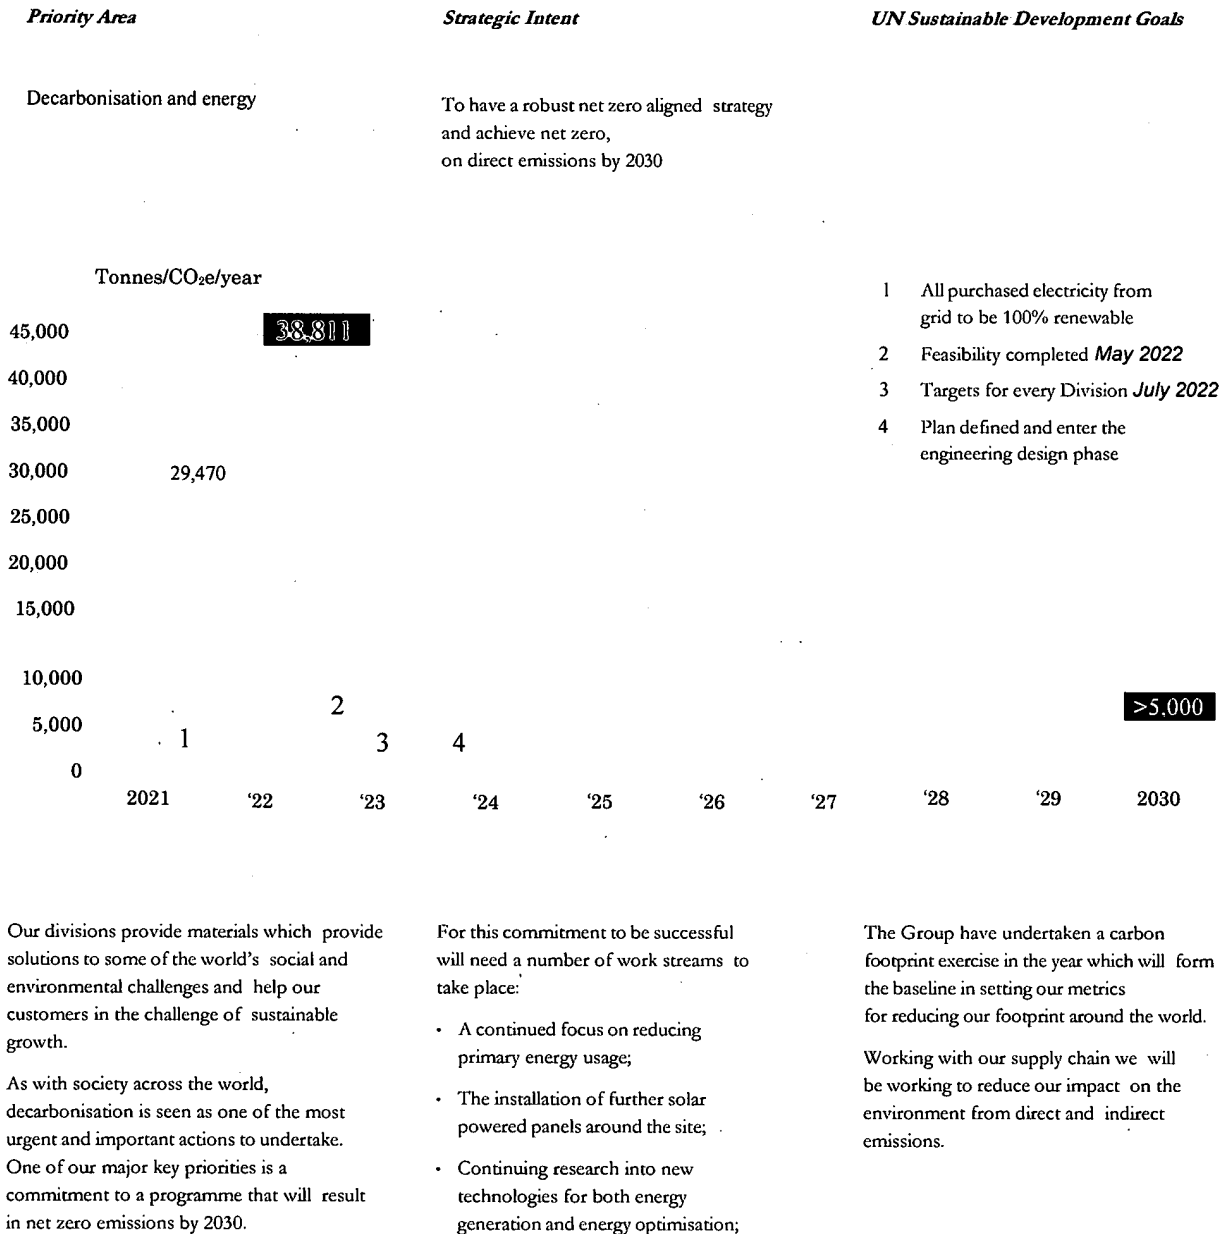 Priority Area
Strategic Intent
UN Sustainable Development Goals
Decarbonisation and energy
To have a robust net zero aligned strategy
and achieve net zero,
on direct emissions by 2030
Tonnes/CO₂e/year
45,000
40,000
35,000
30,000
25,000
20,000
15,000
10,000
5,000
0
38,811
29,470
1
2
3
4
>5,000
2021
‘22
‘23
‘24
‘25
‘26
‘27
‘28
‘29
2030
1 All purchased electricity from
grid to be 100% renewable
2 Feasibility completed May 2022
3 Targets for every Division July 2022
4 Plan defined and enter the
engineering design phase
Our divisions provide materials which provide
solutions to some of the world's social and
environmental challenges and help our
customers in the challenge of sustainable
growth.
As with society across the world,
decarbonisation is seen as one of the most
urgent and important actions to undertake.
One of our major key priorities is a
commitment to a programme that will result
in net zero emissions by 2030.
For this commitment to be successful
will need a number of work streams to
take place:
· A continued focus on reducing
primary energy usage;
· The installation of further solar
powered panels around the site;
· Continuing research into new
technologies for both energy
generation and energy optimisation;
The Group have undertaken a carbon
footprint exercise in the year which will form
the baseline in setting our metrics
for reducing our footprint around the world.
Working with our supply chain we will
be working to reduce our impact on the
environment from direct and indirect
emissions.